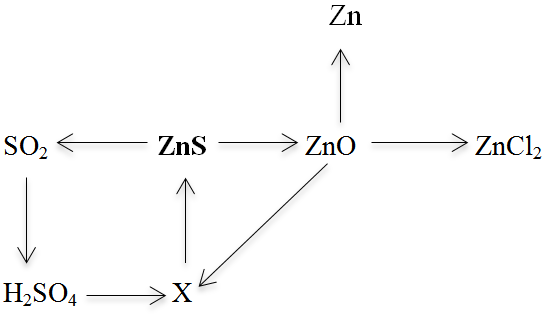 Zn
SO₂ ZnS ZnO ZnCl₂
H₂SO₄ X